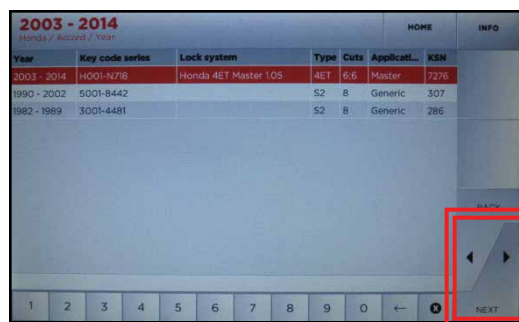 2003 - 2014
Honda / Accord / Year
HOME
INFO
Year Key code series Lock system Type Cuts Applicati... KSN
2003 - 2014 H001-N718 Honda 4ET Master 1.05 4ET 6;6 Master 7276
1990 - 2002 5001-8442 S2 8 Generic 307
1982 - 1989 3001-4481 S2 8 Generic 286
BACK
1 2 3 4 5 6 7 8 9 0 ←
NEXT